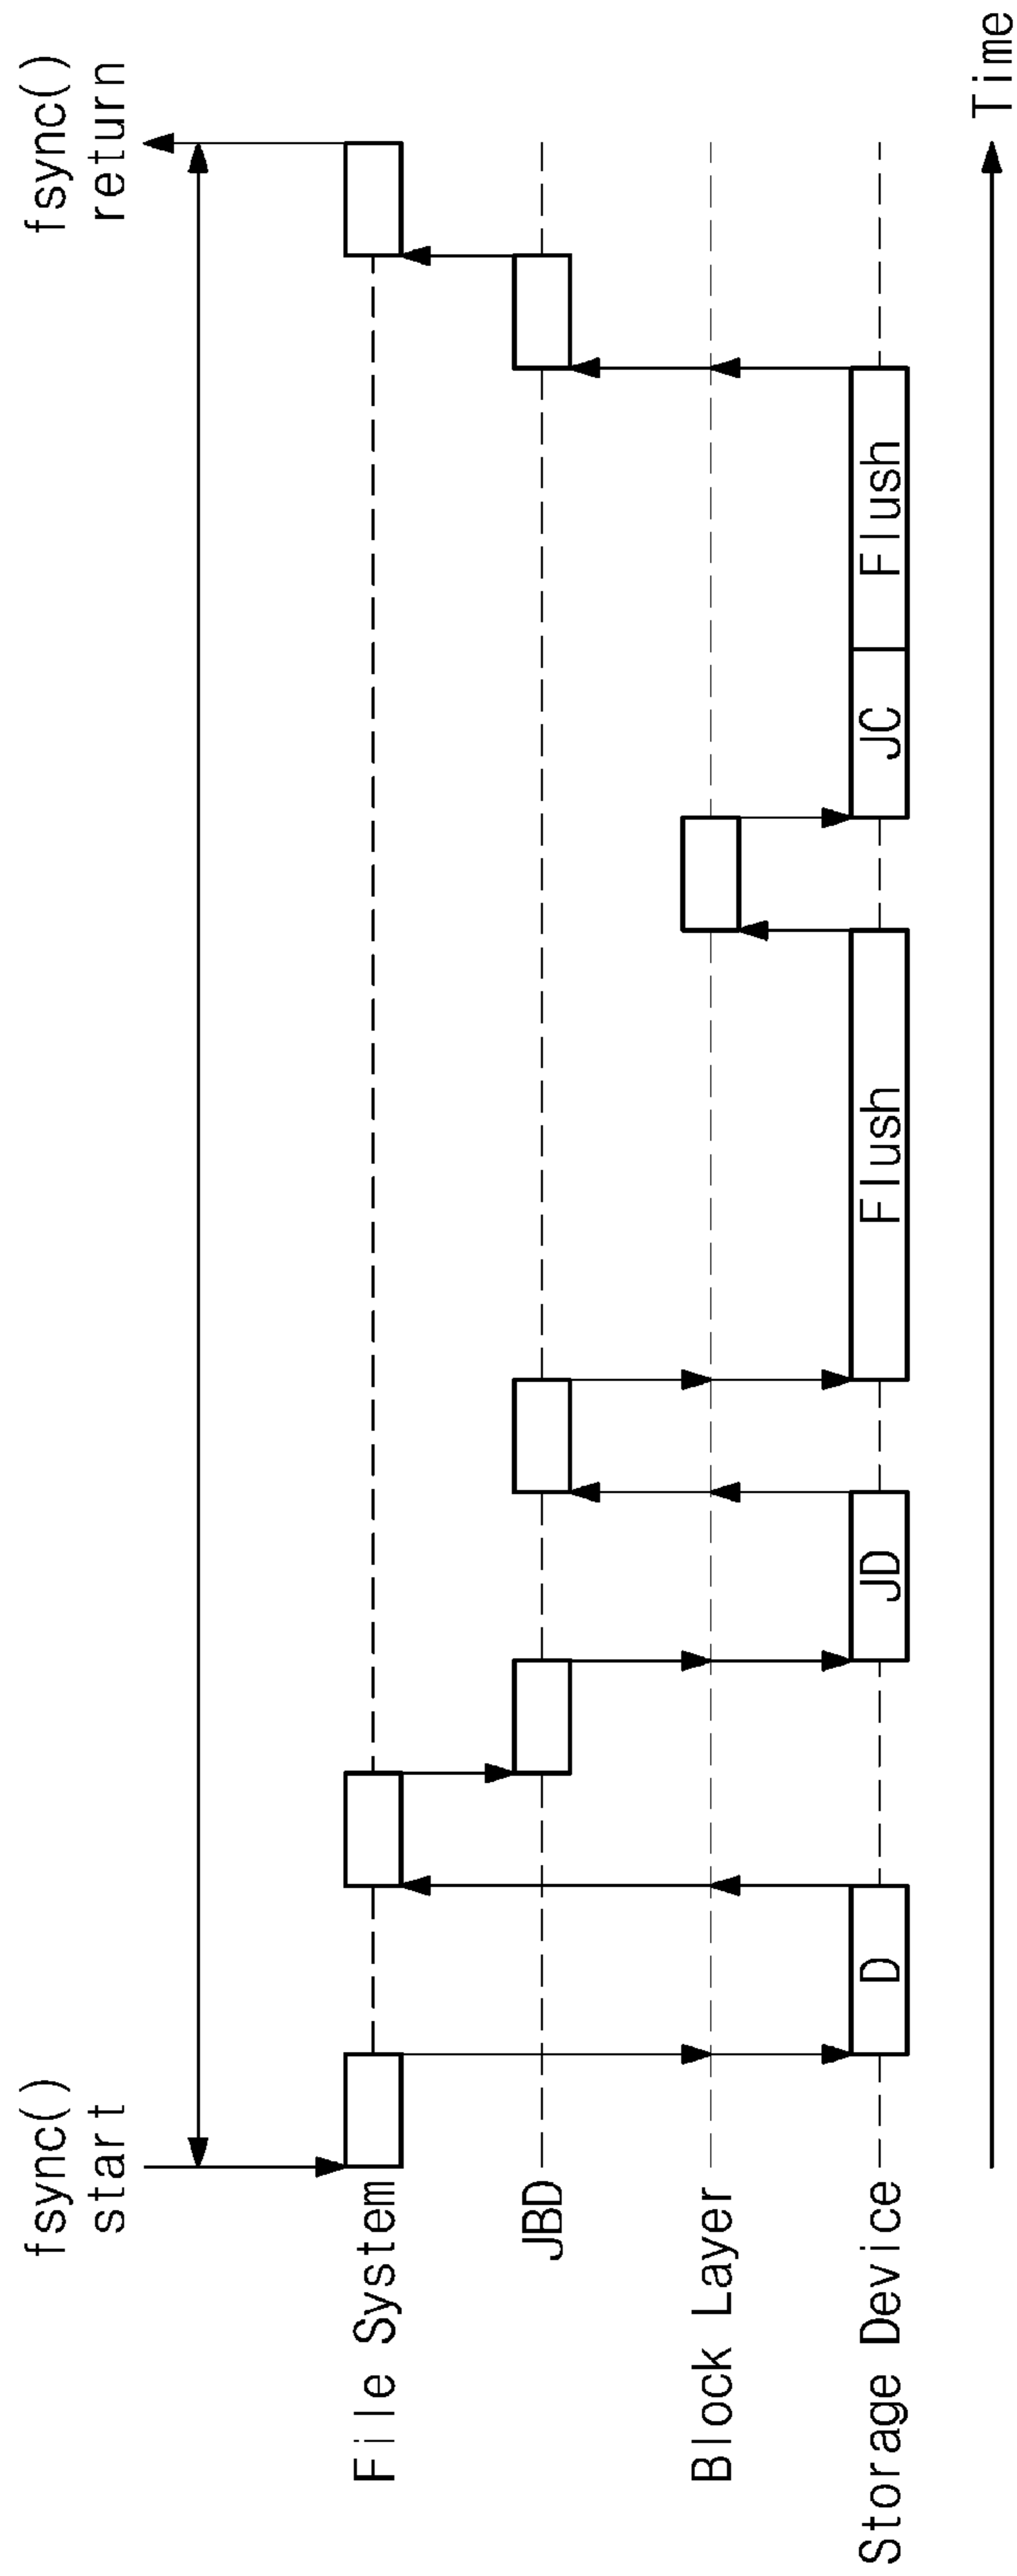 fsync()
start
fsync()
return
File System
JBD
Block Layer
Storage Device
D
JD
Flush
JC
Flush
Time